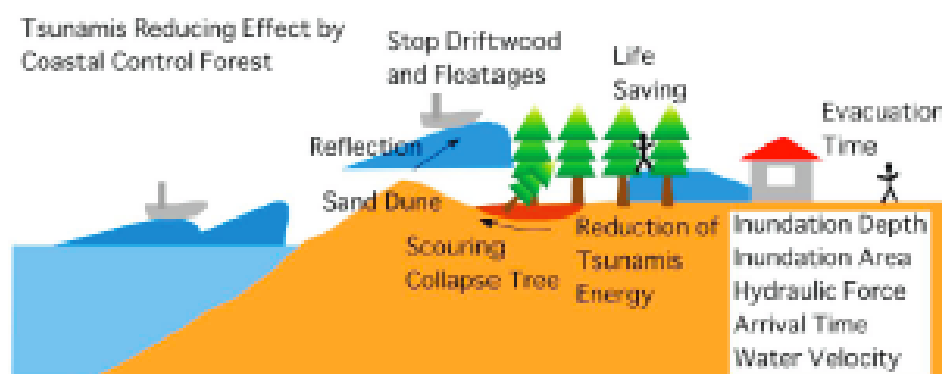 Tsunamis Reducing Effect by
Coastal Control Forest
Stop Driftwood
and Floatages
Life
Saving
Evacuation
Time
Reflection
Sand Dune
Scouring
Collapse Tree
Reduction of
Tsunamis
Energy
Inundation Depth
Inundation Area
Hydraulic Force
Arrival Time
Water Velocity